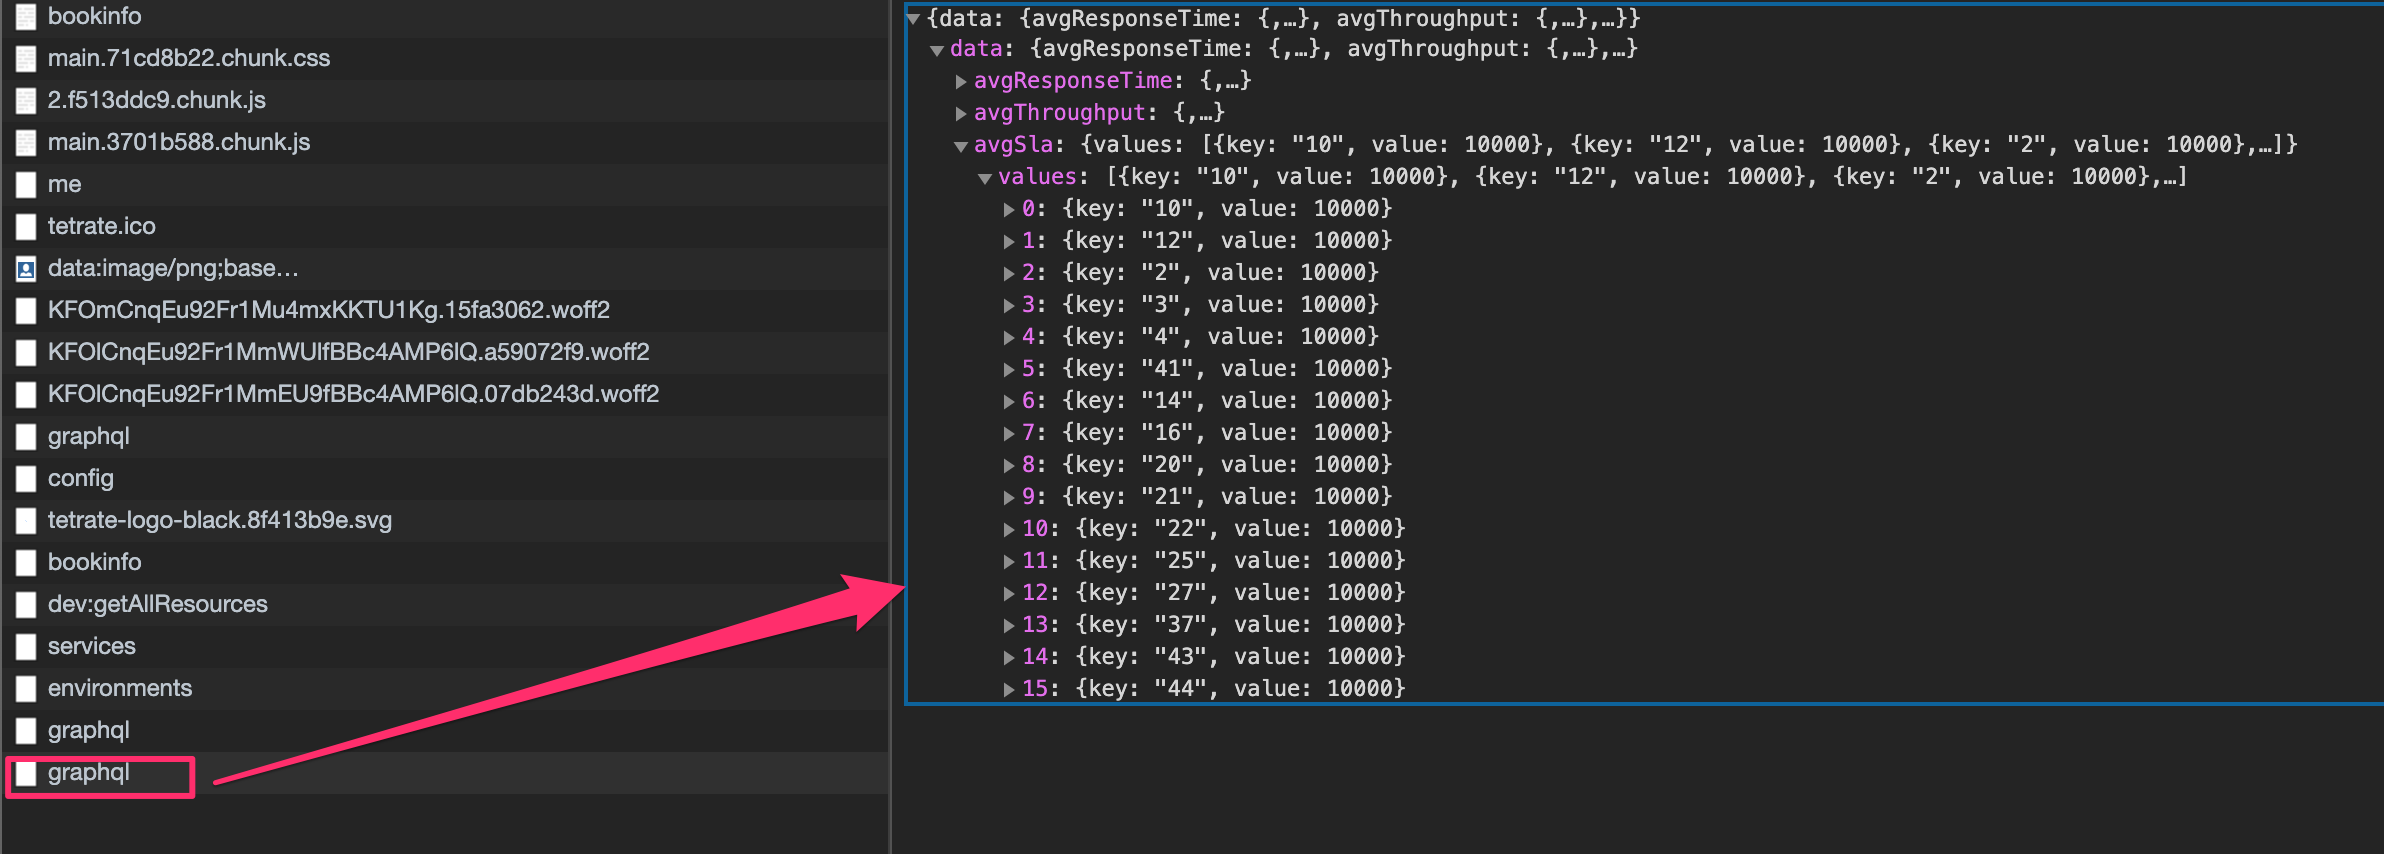 bookinfo
main.71cd8b22.chunk.css
2.f513ddc9.chunk.js
main.3701b588.chunk.js
me
tetrate.ico
data:image/png;base…
KFOmCnqEu92Fr1Mu4mxKKTU1Kg.15fa3062.woff2
KFOlCnqEu92Fr1MmWUlfBBc4AMP6lQ.a59072f9.woff2
KFOlCnqEu92Fr1MmEU9fBBc4AMP6lQ.07db243d.woff2
graphql
config
tetrate-logo-black.8f413b9e.svg
bookinfo
dev:getAllResources
services
environments
graphql
graphql
{data: {avgResponseTime: {,…}, avgThroughput: {,…},…}}
data: {avgResponseTime: {,…}, avgThroughput: {,…},…}
avgResponseTime: {,…}
avgThroughput: {,…}
avgSla: {values: [{key: "10", value: 10000}, {key: "12", value: 10000}, {key: "2", value: 10000},…]}
values: [{key: "10", value: 10000}, {key: "12", value: 10000}, {key: "2", value: 10000},…]
0: {key: "10", value: 10000}
1: {key: "12", value: 10000}
2: {key: "2", value: 10000}
3: {key: "3", value: 10000}
4: {key: "4", value: 10000}
5: {key: "41", value: 10000}
6: {key: "14", value: 10000}
7: {key: "16", value: 10000}
8: {key: "20", value: 10000}
9: {key: "21", value: 10000}
10: {key: "22", value: 10000}
11: {key: "25", value: 10000}
12: {key: "27", value: 10000}
13: {key: "37", value: 10000}
14: {key: "43", value: 10000}
15: {key: "44", value: 10000}